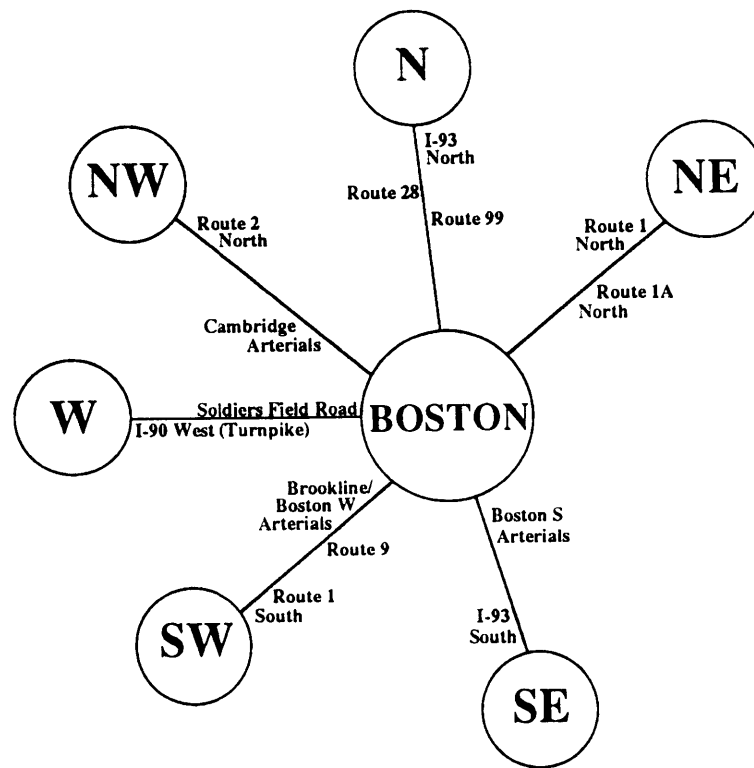 N
I-93
North
Route 28
Route 99
NW
Route 2
North
Cambridge
Arterials
NE
Route 1
North
Route 1A
North
W
Soldiers Field Road
I-90 West (Turnpike)
BOSTON
Brookline/
Boston W
Arterials
Route 9
Route 1
South
SW
Boston S
Arterials
I-93
South
SE